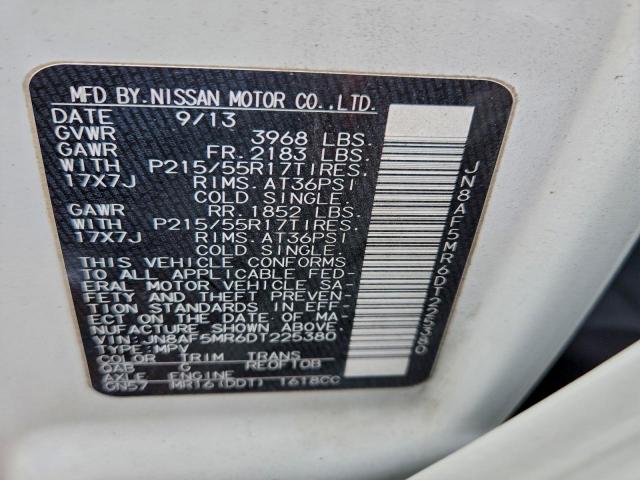 MFD BY.NISSAN MOTOR CO.,LTD.
DATE 9/13
GVWR 3968 LBS.
GAWR FR.2183 LBS.
WITH P215/55R17TIRES.
17X7J RIMS.AT36PSI
COLD SINGLE.
GAWR RR.1852 LBS.
WITH P215/55R17TIRES.
17X7J RIMS.AT36PSI
COLD SINGLE.
THIS VEHICLE CONFORMS
TO ALL APPLICABLE FED-
ERAL MOTOR VEHICLE SA-
FETY AND THEFT PREVEN-
TION STANDARDS IN EFF-
ECT ON THE DATE OF MA-
NUFACTURE SHOWN ABOVE.
VIN:JN8AF5MR6DT225380
TYPE:MPV
COLOR TRIM TRANS
QAB G RE0F10B
AXLE ENGINE
GN57 MR16(DDT) 1618CC
JN8AF5MR6DT225380